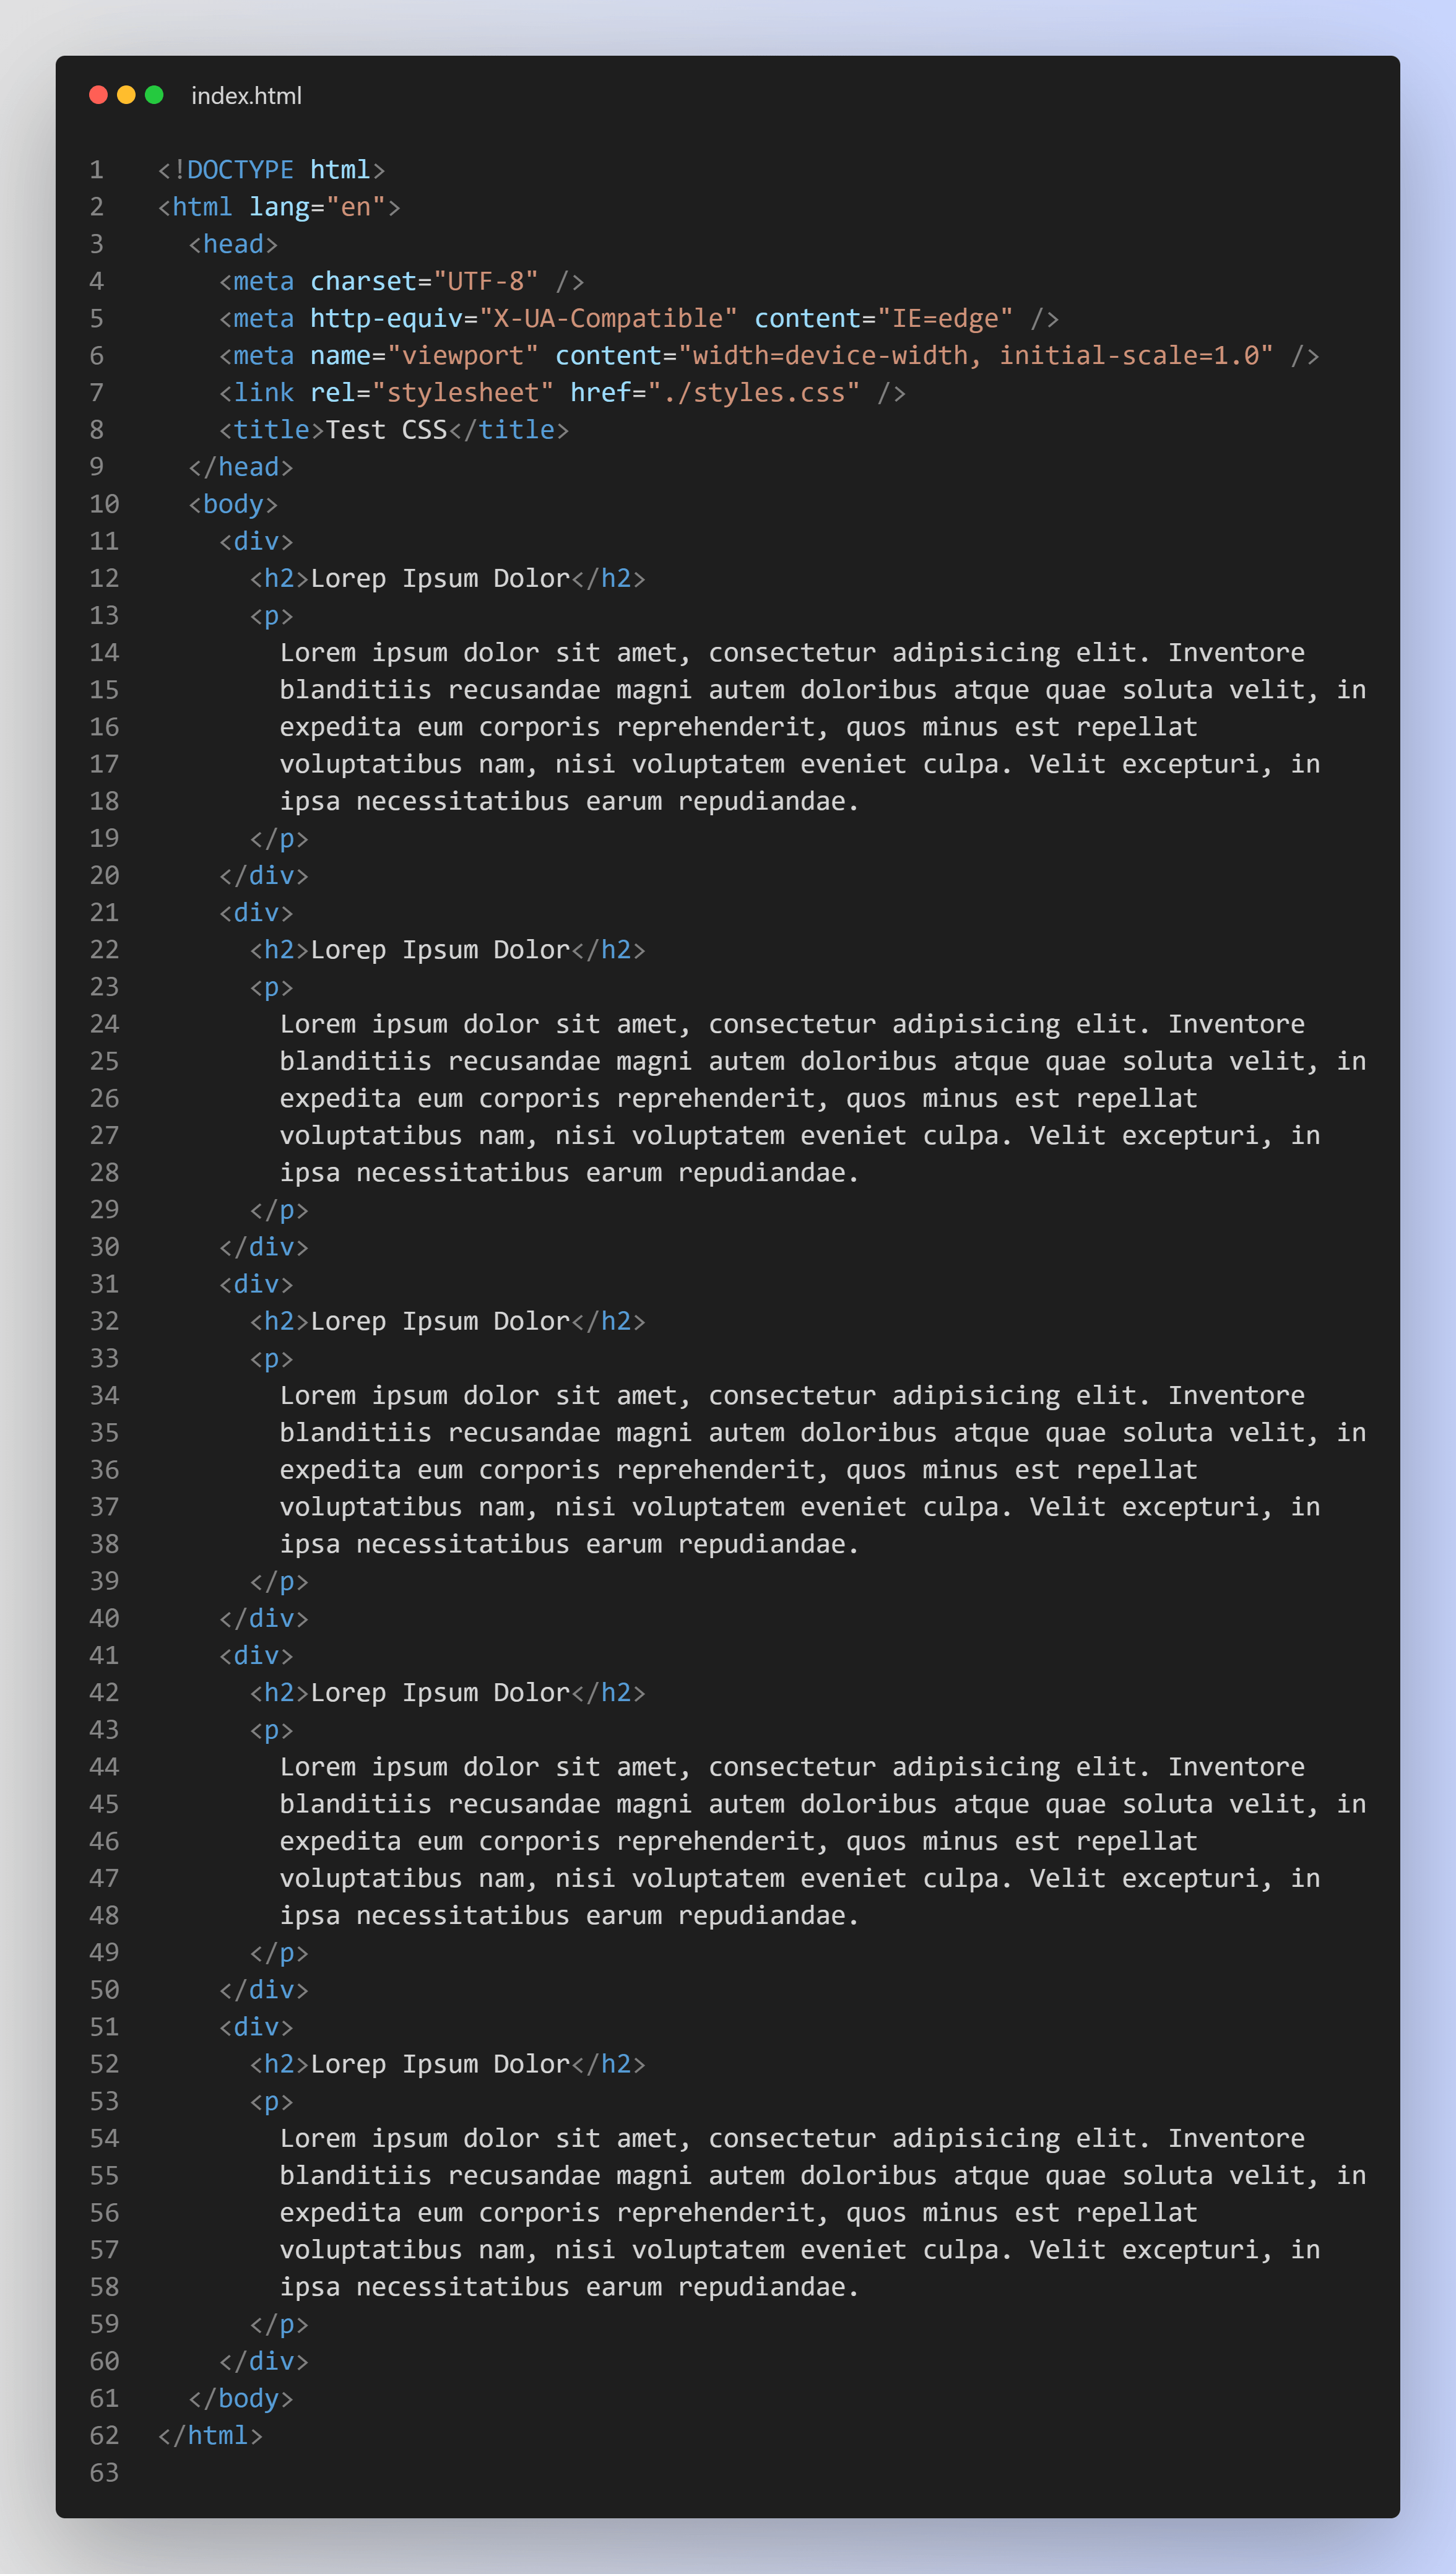 index.html
1 <!DOCTYPE html>
2 <html lang="en">
3   <head>
4     <meta charset="UTF-8" />
5     <meta http-equiv="X-UA-Compatible" content="IE=edge" />
6     <meta name="viewport" content="width=device-width, initial-scale=1.0" />
7     <link rel="stylesheet" href="./styles.css" />
8     <title>Test CSS</title>
9   </head>
10   <body>
11     <div>
12       <h2>Lorep Ipsum Dolor</h2>
13       <p>
14         Lorem ipsum dolor sit amet, consectetur adipisicing elit. Inventore
15         blanditiis recusandae magni autem doloribus atque quae soluta velit, in
16         expedita eum corporis reprehenderit, quos minus est repellat
17         voluptatibus nam, nisi voluptatem eveniet culpa. Velit excepturi, in
18         ipsa necessitatibus earum repudiandae.
19       </p>
20     </div>
21     <div>
22       <h2>Lorep Ipsum Dolor</h2>
23       <p>
24         Lorem ipsum dolor sit amet, consectetur adipisicing elit. Inventore
25         blanditiis recusandae magni autem doloribus atque quae soluta velit, in
26         expedita eum corporis reprehenderit, quos minus est repellat
27         voluptatibus nam, nisi voluptatem eveniet culpa. Velit excepturi, in
28         ipsa necessitatibus earum repudiandae.
29       </p>
30     </div>
31     <div>
32       <h2>Lorep Ipsum Dolor</h2>
33       <p>
34         Lorem ipsum dolor sit amet, consectetur adipisicing elit. Inventore
35         blanditiis recusandae magni autem doloribus atque quae soluta velit, in
36         expedita eum corporis reprehenderit, quos minus est repellat
37         voluptatibus nam, nisi voluptatem eveniet culpa. Velit excepturi, in
38         ipsa necessitatibus earum repudiandae.
39       </p>
40     </div>
41     <div>
42       <h2>Lorep Ipsum Dolor</h2>
43       <p>
44         Lorem ipsum dolor sit amet, consectetur adipisicing elit. Inventore
45         blanditiis recusandae magni autem doloribus atque quae soluta velit, in
46         expedita eum corporis reprehenderit, quos minus est repellat
47         voluptatibus nam, nisi voluptatem eveniet culpa. Velit excepturi, in
48         ipsa necessitatibus earum repudiandae.
49       </p>
50     </div>
51     <div>
52       <h2>Lorep Ipsum Dolor</h2>
53       <p>
54         Lorem ipsum dolor sit amet, consectetur adipisicing elit. Inventore
55         blanditiis recusandae magni autem doloribus atque quae soluta velit, in
56         expedita eum corporis reprehenderit, quos minus est repellat
57         voluptatibus nam, nisi voluptatem eveniet culpa. Velit excepturi, in
58         ipsa necessitatibus earum repudiandae.
59       </p>
60     </div>
61   </body>
62 </html>
63